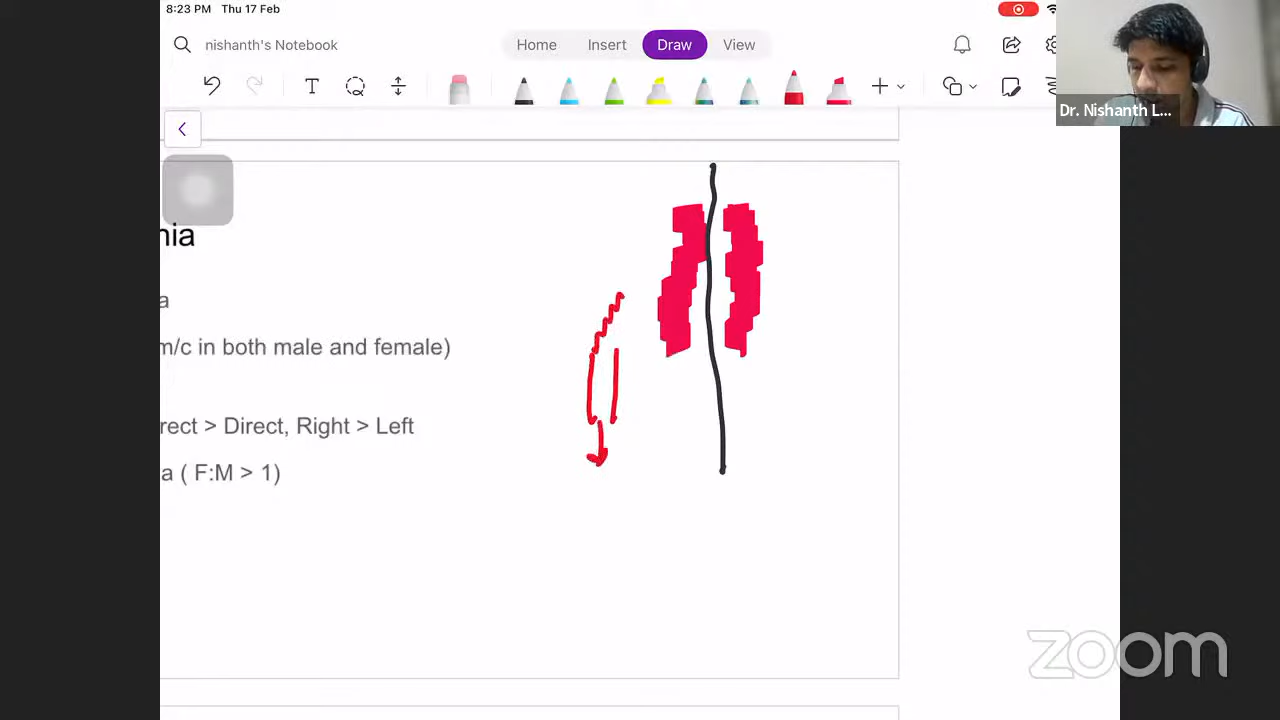 8:23 PM Thu 17 Feb
nishanth's Notebook
Home Insert Draw View
T
Dr. Nishanth L...
nia
a
m/c in both male and female)
rect > Direct, Right > Left
a ( F:M > 1)
zoom